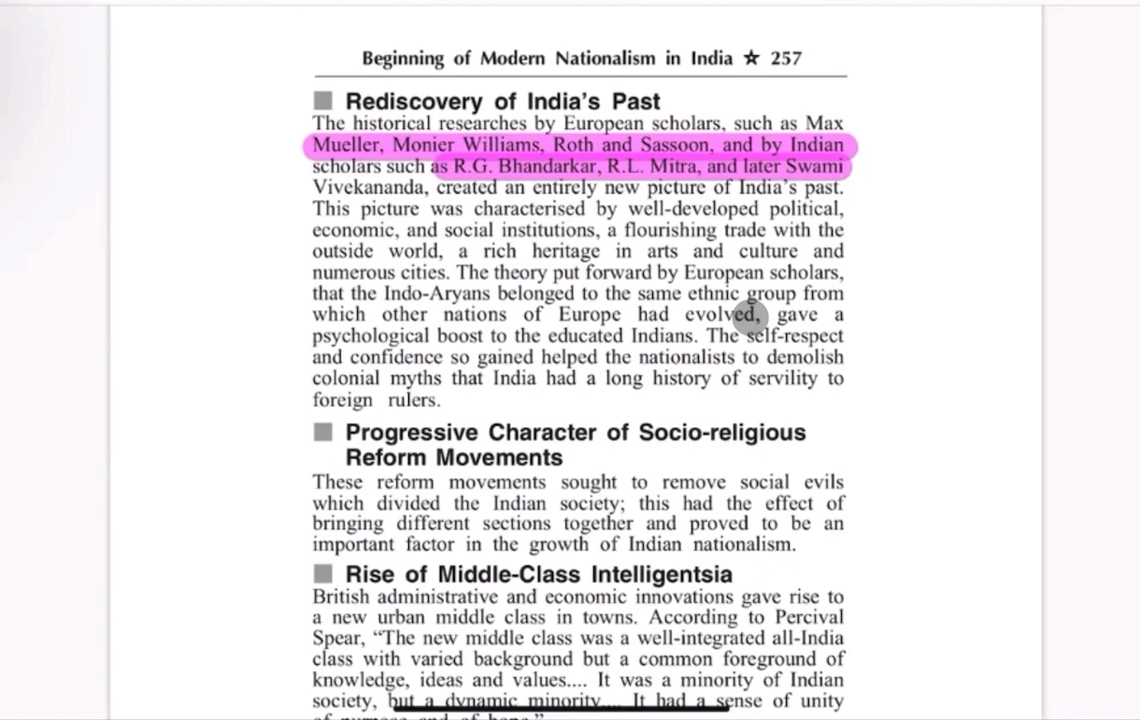 Beginning of Modern Nationalism in India ☆ 257
Rediscovery of India's Past
The historical researches by European scholars, such as Max
Mueller, Monier Williams, Roth and Sassoon, and by Indian
scholars such as R.G. Bhandarkar, R.L. Mitra, and later Swami
Vivekananda, created an entirely new picture of India's past.
This picture was characterised by well-developed political,
economic, and social institutions, a flourishing trade with the
outside world, a rich heritage in arts and culture and
numerous cities. The theory put forward by European scholars,
that the Indo-Aryans belonged to the same ethnic group from
which other nations of Europe had evolved, gave a
psychological boost to the educated Indians. The self-respect
and confidence so gained helped the nationalists to demolish
colonial myths that India had a long history of servility to
foreign rulers.
Progressive Character of Socio-religious
Reform Movements
These reform movements sought to remove social evils
which divided the Indian society; this had the effect of
bringing different sections together and proved to be an
important factor in the growth of Indian nationalism.
Rise of Middle-Class Intelligentsia
British administrative and economic innovations gave rise to
a new urban middle class in towns. According to Percival
Spear, “The new middle class was a well-integrated all-India
class with varied background but a common foreground of
knowledge, ideas and values.... It was a minority of Indian
society, but a dynamic minority.... It had a sense of unity
of purpose and of hope.”